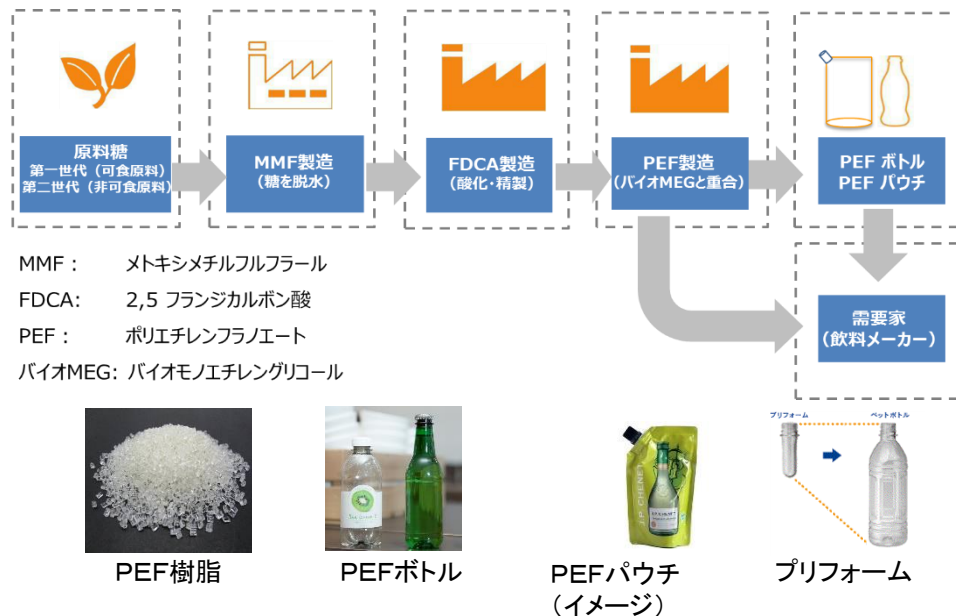 原料糖
第一世代（可食原料）
第二世代（非可食原料）
MMF製造
（糖を脱水）
FDCA製造
（酸化・精製）
PEF製造
（バイオMEGと重合）
PEF ボトル
PEF パウチ
需要家
（飲料メーカー）
MMF： メトキシメチルフルフラール
FDCA: 2,5 フランジカルボン酸
PEF： ポリエチレンフラノエート
バイオMEG: バイオモノエチレングリコール
プリフォーム
ペットボトル
J.P. CHENET
PEF樹脂
PEFボトル
PEFパウチ
（イメージ）
プリフォーム